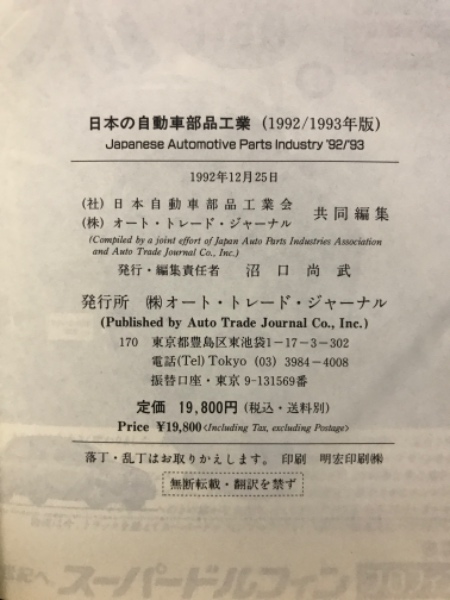 日本の自動車部品工業 (1992/1993年版)
Japanese Automotive Parts Industry '92/'93
1992年12月25日
(社) 日本自動車部品工業会
(株) オート・トレード・ジャーナル
共同編集
(Compiled by a joint effort of Japan Auto Parts Industries Association
and Auto Trade Journal Co., Inc.)
発行・編集責任者 沼口尚武
発行所 ㈱オート・トレード・ジャーナル
(Published by Auto Trade Journal Co., Inc.)
170 東京都豊島区東池袋1-17-3-302
電話(Tel) Tokyo (03) 3984-4008
振替口座・東京 9-131569番
定価 19,800円 (税込・送料別)
Price ¥19,800<Including Tax, excluding Postage>
落丁・乱丁はお取りかえします。 印刷 明宏印刷㈱
無断転載・翻訳を禁ず
スーパードルフィン